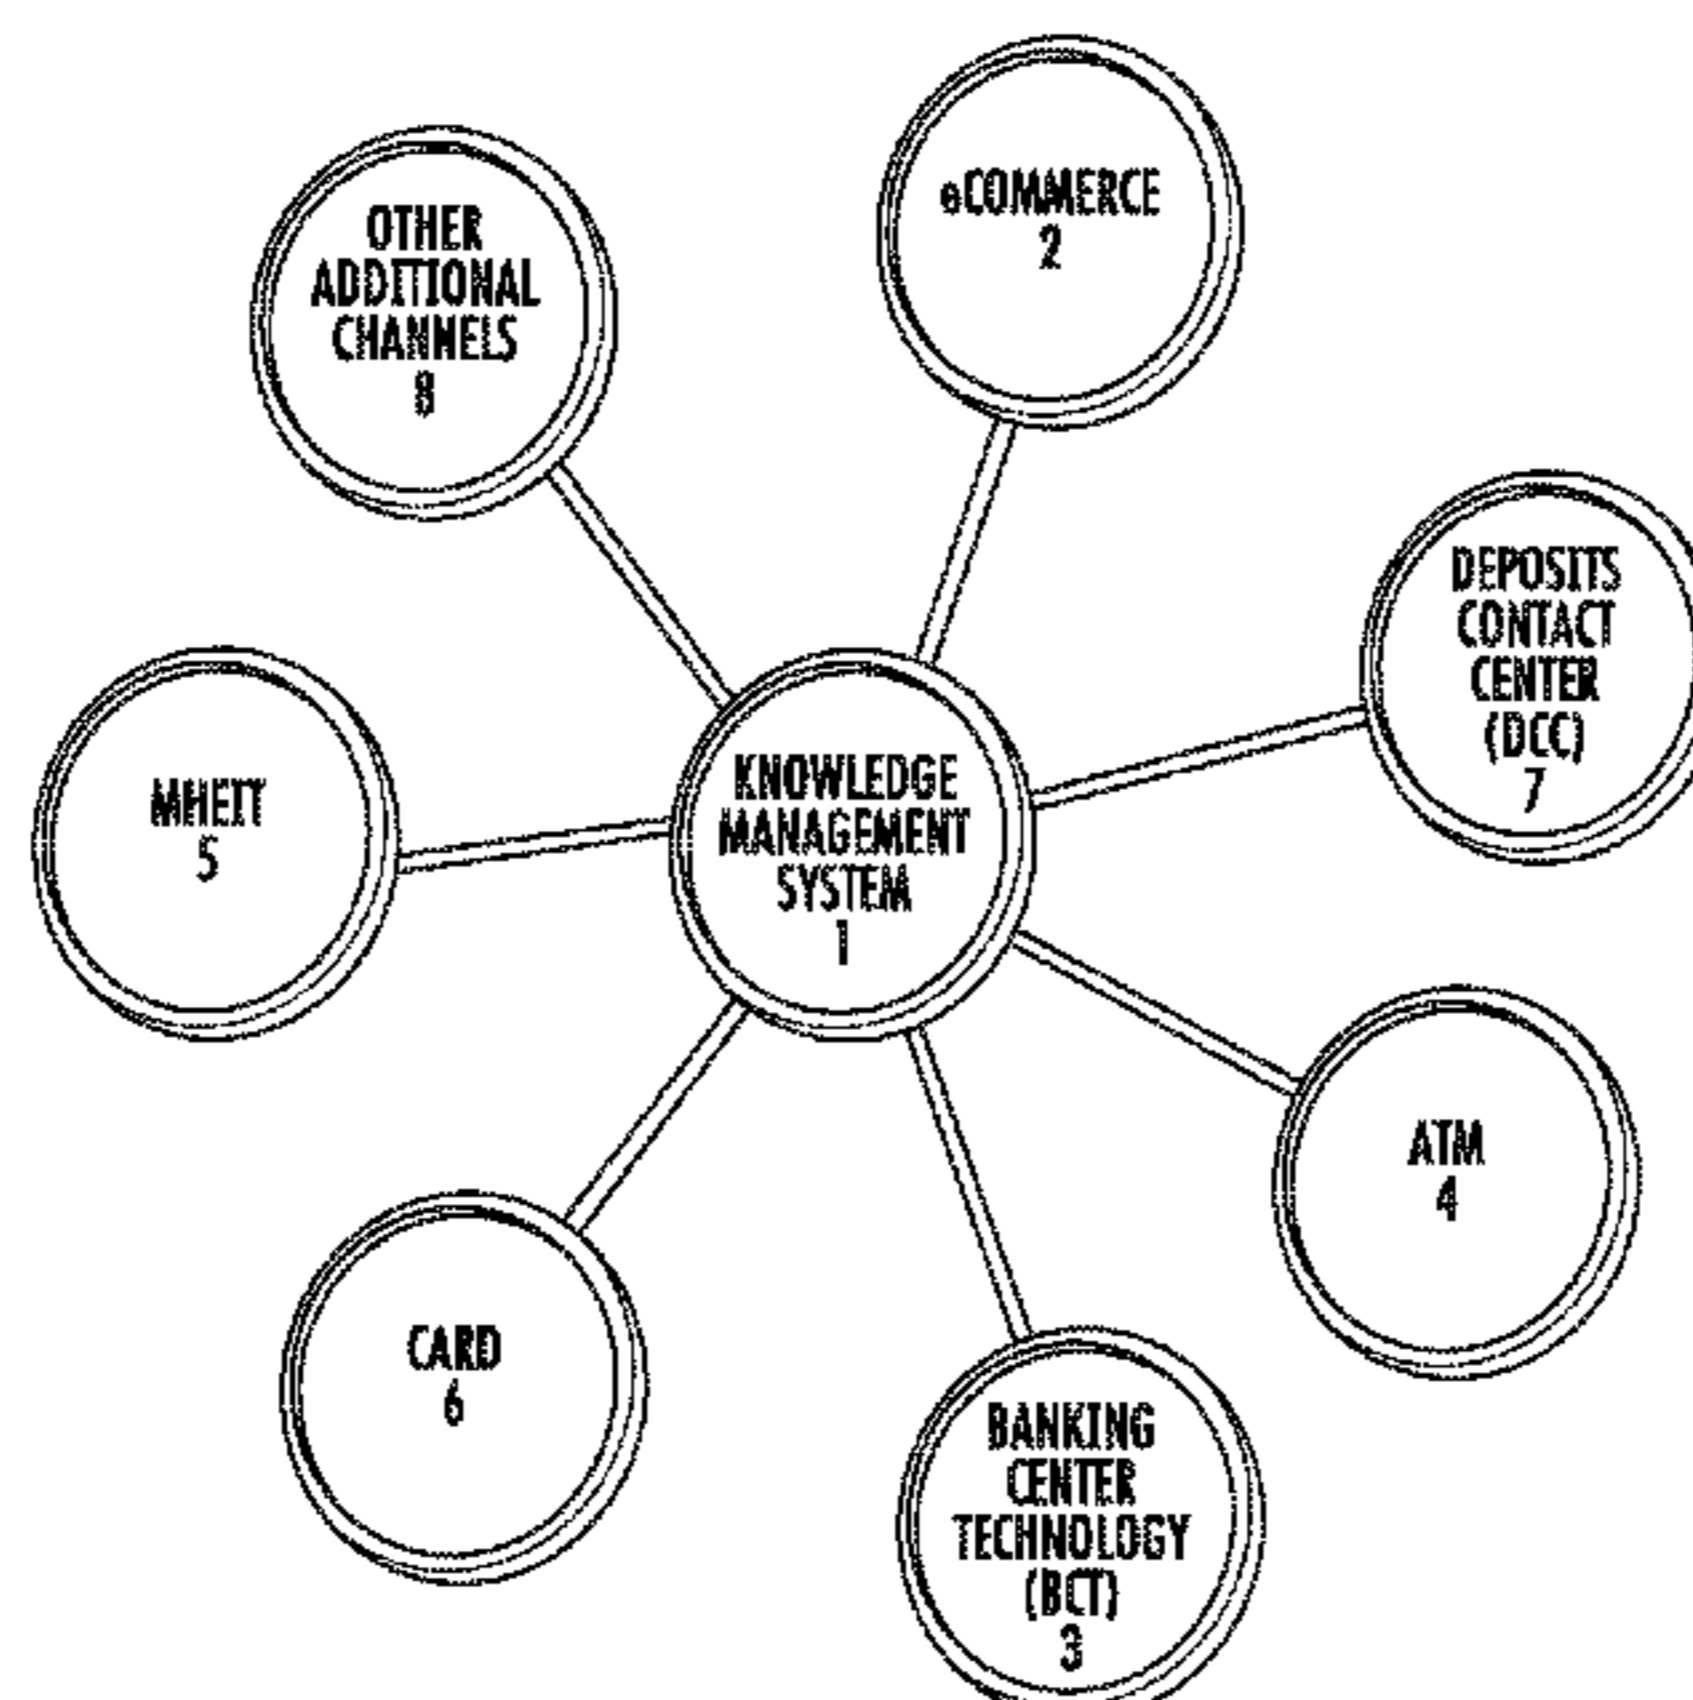 eCOMMERCE
2
OTHER
ADDITIONAL
CHANNELS
8
DEPOSITS
CONTACT
CENTER
(DCC)
7
KNOWLEDGE
MANAGEMENT
SYSTEM
1
MHEIT
5
ATM
4
CARD
6
BANKING
CENTER
TECHNOLOGY
(BCT)
3